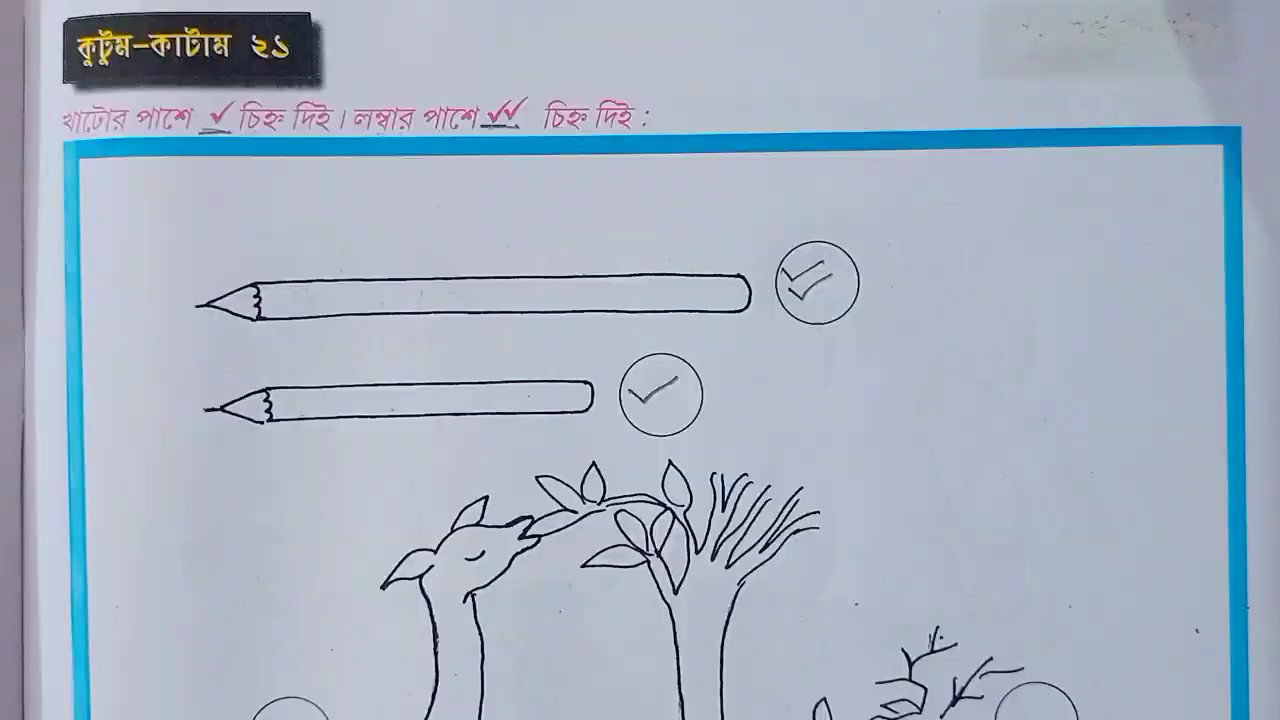 কুটুম-কাটাম ২১
খাটোর পাশে ✓ চিহ্ন দিই। লম্বার পাশে ✓✓ চিহ্ন দিই :